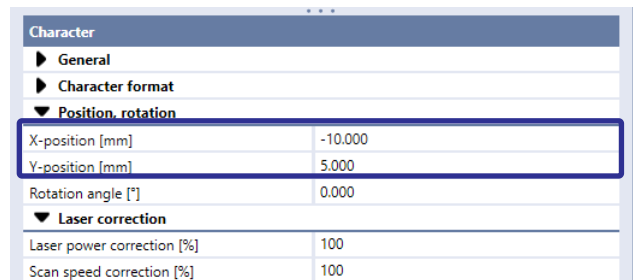 Character
General
Character format
Position, rotation
X-position [mm] -10.000
Y-position [mm] 5.000
Rotation angle [°] 0.000
Laser correction
Laser power correction [%] 100
Scan speed correction [%] 100